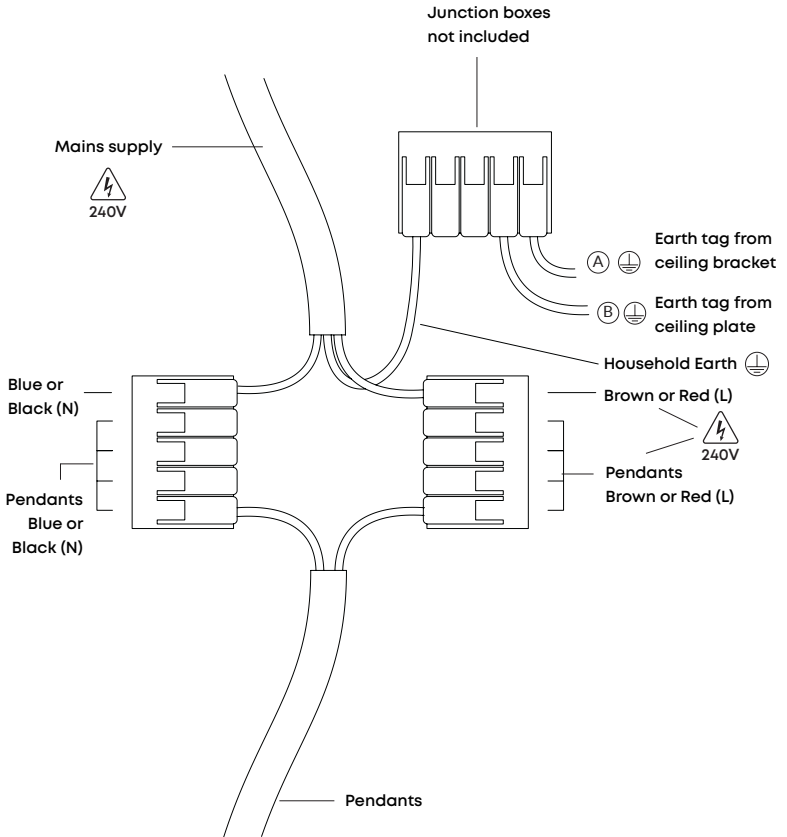 Junction boxes
not included
Mains supply
240V
Earth tag from
ceiling bracket
A
Earth tag from
ceiling plate
B
Household Earth
Blue or
Black (N)
Brown or Red (L)
240V
Pendants
Blue or
Black (N)
Pendants
Brown or Red (L)
Pendants